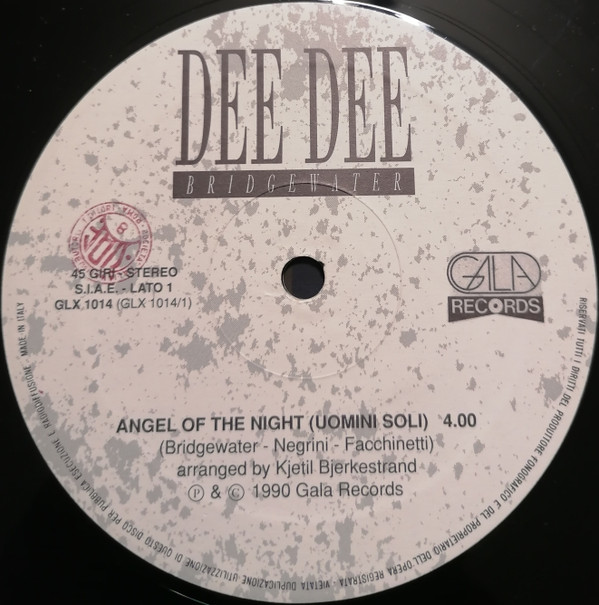 DEE DEE
BRIDGEWATER
45 GIRI - STEREO
S.I.A.E. - LATO 1
GLX 1014 (GLX 1014/1)
GALA
RECORDS
ANGEL OF THE NIGHT (UOMINI SOLI) 4.00
(Bridgewater - Negrini - Facchinetti)
arranged by Kjetil Bjerkestrand
Ⓟ & © 1990 Gala Records
RISERVATI TUTTI I DIRITTI DEL PRODUTTORE FONOGRAFICO E DEL PROPRIETARIO DELL'OPERA REGISTRATA - VIETATA DUPLICAZIONE UTILIZZAZIONE DI QUESTO DISCO PER PUBBLICA ESECUZIONE E RADIODIFFUSIONE - MADE IN ITALY